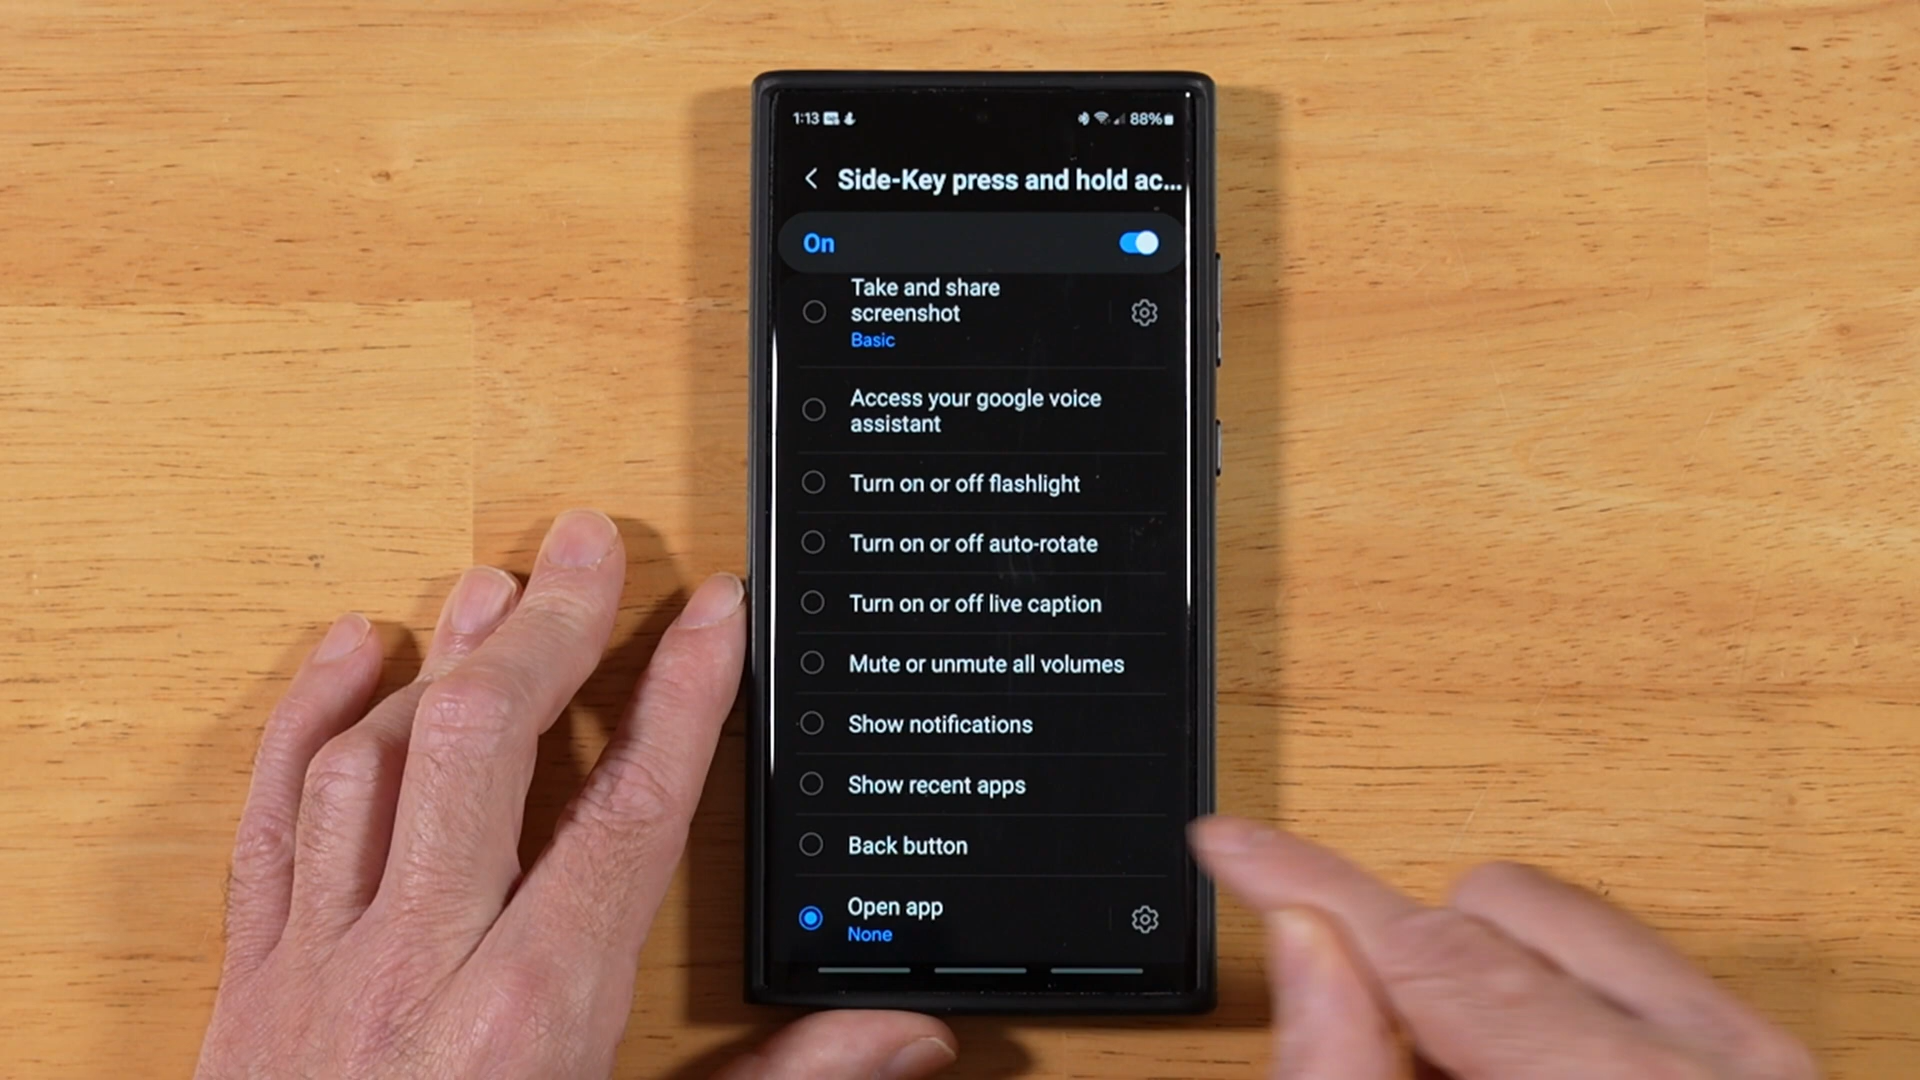 1:13 88%
Side-Key press and hold ac...
On
Take and share
screenshot
Basic
Access your google voice
assistant
Turn on or off flashlight
Turn on or off auto-rotate
Turn on or off live caption
Mute or unmute all volumes
Show notifications
Show recent apps
Back button
Open app
None